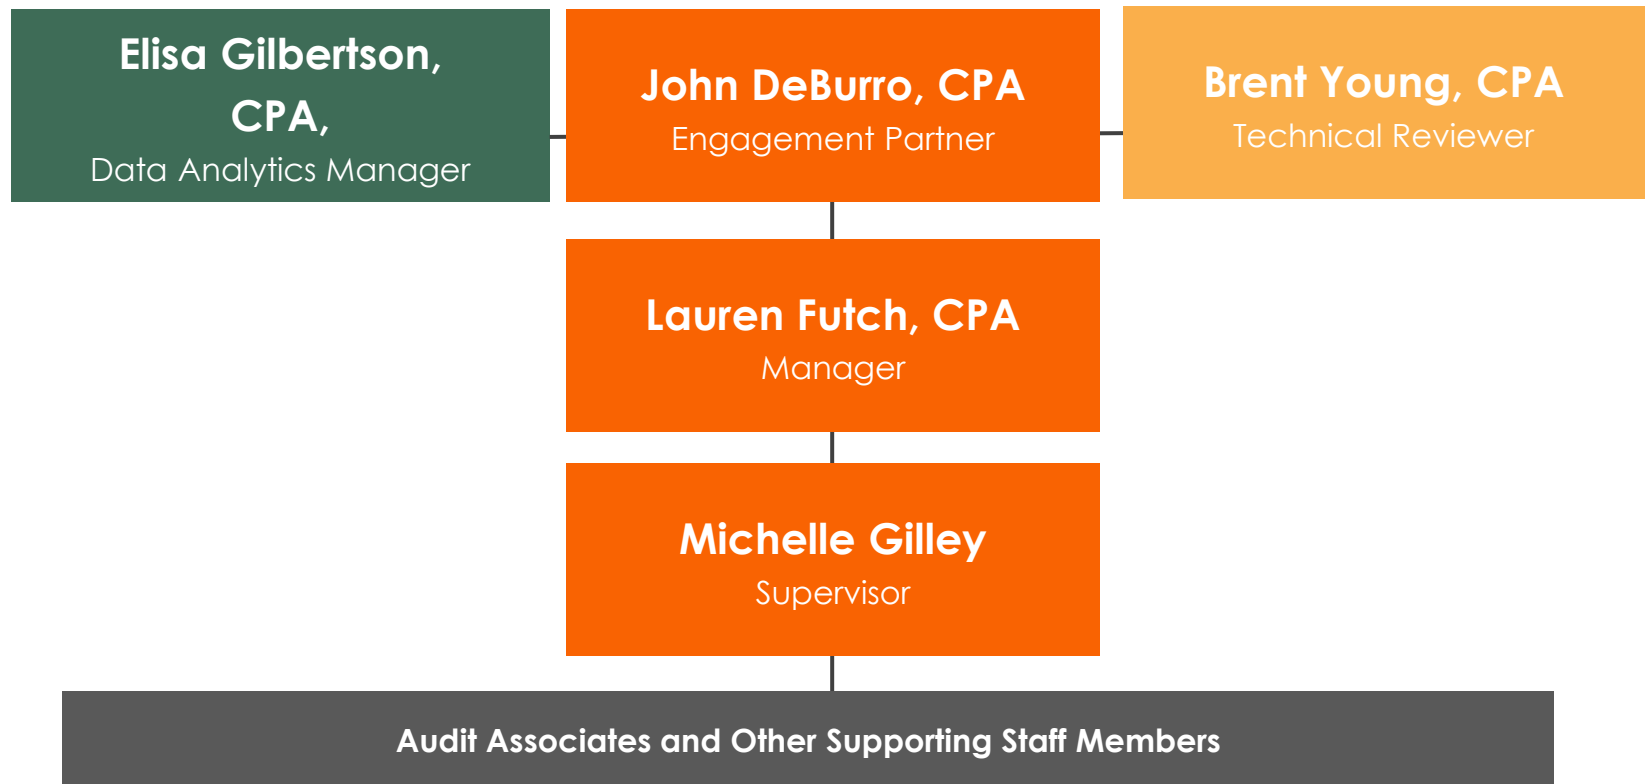 Elisa Gilbertson,
CPA,
Data Analytics Manager
John DeBurro, CPA
Engagement Partner
Brent Young, CPA
Technical Reviewer
Lauren Futch, CPA
Manager
Michelle Gilley
Supervisor
Audit Associates and Other Supporting Staff Members